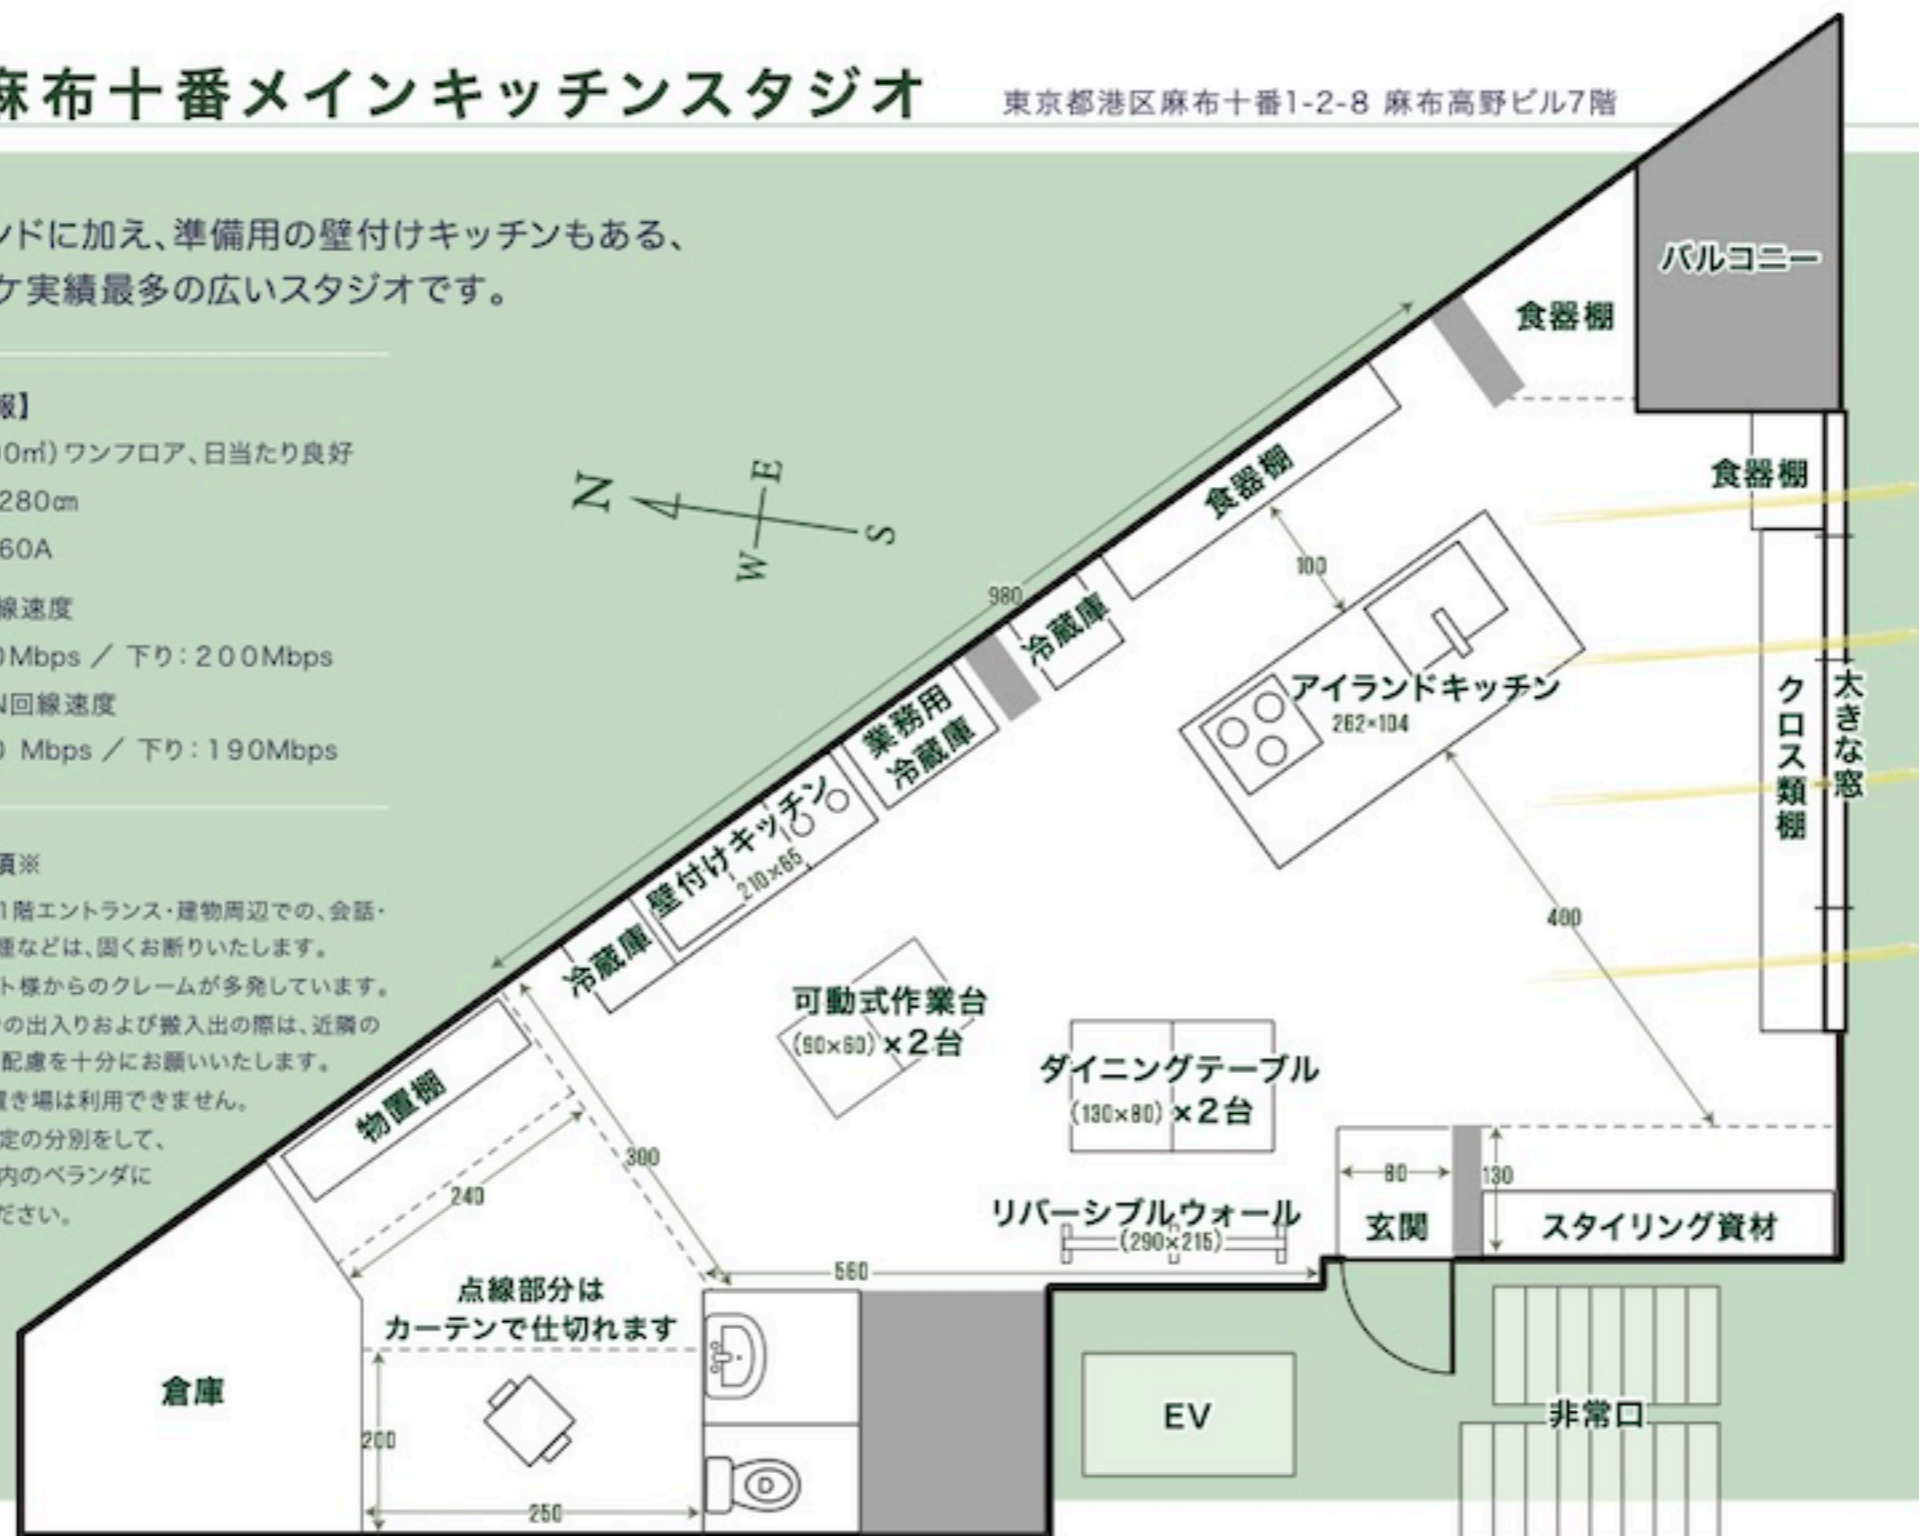 麻布十番メインキッチンスタジオ
東京都港区麻布十番1-2-8 麻布高野ビル7階
ンドに加え、準備用の壁付けキッチンもある、
ケ実績最多の広いスタジオです。
報】
00㎡)ワンフロア、日当たり良好
280㎝
60A
線速度
0Mbps ／ 下り：200Mbps
N回線速度
0 Mbps ／ 下り：190Mbps
項※
1階エントランス・建物周辺での、会話・
煙などは、固くお断りいたします。
ト様からのクレームが多発しています。
の出入りおよび搬入出の際は、近隣の
配慮を十分にお願いいたします。
置き場は利用できません。
定の分別をして、
内のベランダに
ださい。
N
E
W
S
バルコニー
食器棚
食器棚
食器棚
100
980
冷蔵庫
業務用
冷蔵庫
アイランドキッチン
262×104
クロス類棚
大きな窓
壁付けキッチン
210×65
冷蔵庫
400
可動式作業台
(90×60)×2台
ダイニングテーブル
(130×80)×2台
物置棚
300
240
リバーシブルウォール
(290×215)
80
130
玄関
スタイリング資材
560
点線部分は
カーテンで仕切れます
倉庫
200
250
EV
非常口